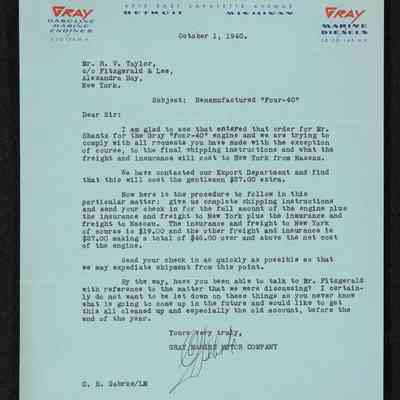 GRAY
GASOLINE
MARINE
ENGINES
DETROIT MICHIGAN
GRAY
MARINE
DIESELS
October 1, 1940.
Mr. R. V. Taylor,
c/o Fitzgerald & Lee,
Alexandra Bay,
New York.
Subject: Remanufactured "Four-40"
Dear Sir:
I am glad to see that entered that order for Mr.
Shantz for the Gray "Four-40" engine and we are trying to
comply with all requests you have made with the exception
of course, to the final shipping instructions and what the
freight and insurance will cost to New York from Nassau.
We have contacted our Export Department and find
that this will cost the gentlemen $27.00 extra.
Now here is the procedure to follow in this
particular matter: give us complete shipping instructions
and send your check in for the full amount of the engine plus
the insurance and freight to New York plus the insurance and
freight to Nassau. The insurance and freight to New York
of course is $19.00 and the other freight and insurance is
$27.00 making a total of $46.00 over and above the net cost
of the engine.
Send your check in as quickly as possible so that
we may expediate shipment from this point.
By the way, have you been able to talk to Mr. Fitzgerald
with reference to the matter that we were discussing? I certain-
ly do not want to be let down on these things as you never know
what is going to come up in the future and would like to get
this all cleaned up and especially the old account, before the
end of the year.
Yours very truly,
GRAY MARINE MOTOR COMPANY